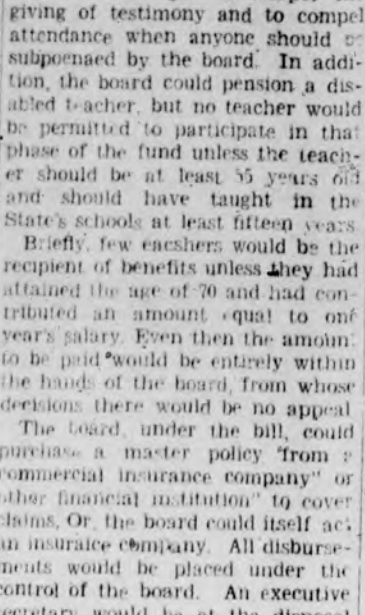 giving of testimony and to compel
attendance when anyone should
subpoenaed by the board. In addi-
tion, the board could pension a dis-
abled teacher, but no teacher would
be permitted to participate in that
phase of the fund unless the teach-
er should be at least 55 years old
and should have taught in the
State's schools at least fifteen years
Briefly, few eacshers would be the
recipient of benefits unless they had
attained the age of 70 and had con-
tributed an amount equal to one
year's salary. Even then the amount
to be paid would be entirely within
the hands of the board, from whose
decisions there would be no appeal
The board, under the bill, could
purchase a master policy "from a
commercial insurance company" or
other financial institution" to cover
claims, Or, the board could itself act
an insuraice company. All disburse-
ments would be placed under the
control of the board. An executive
secretary would be at the disposal